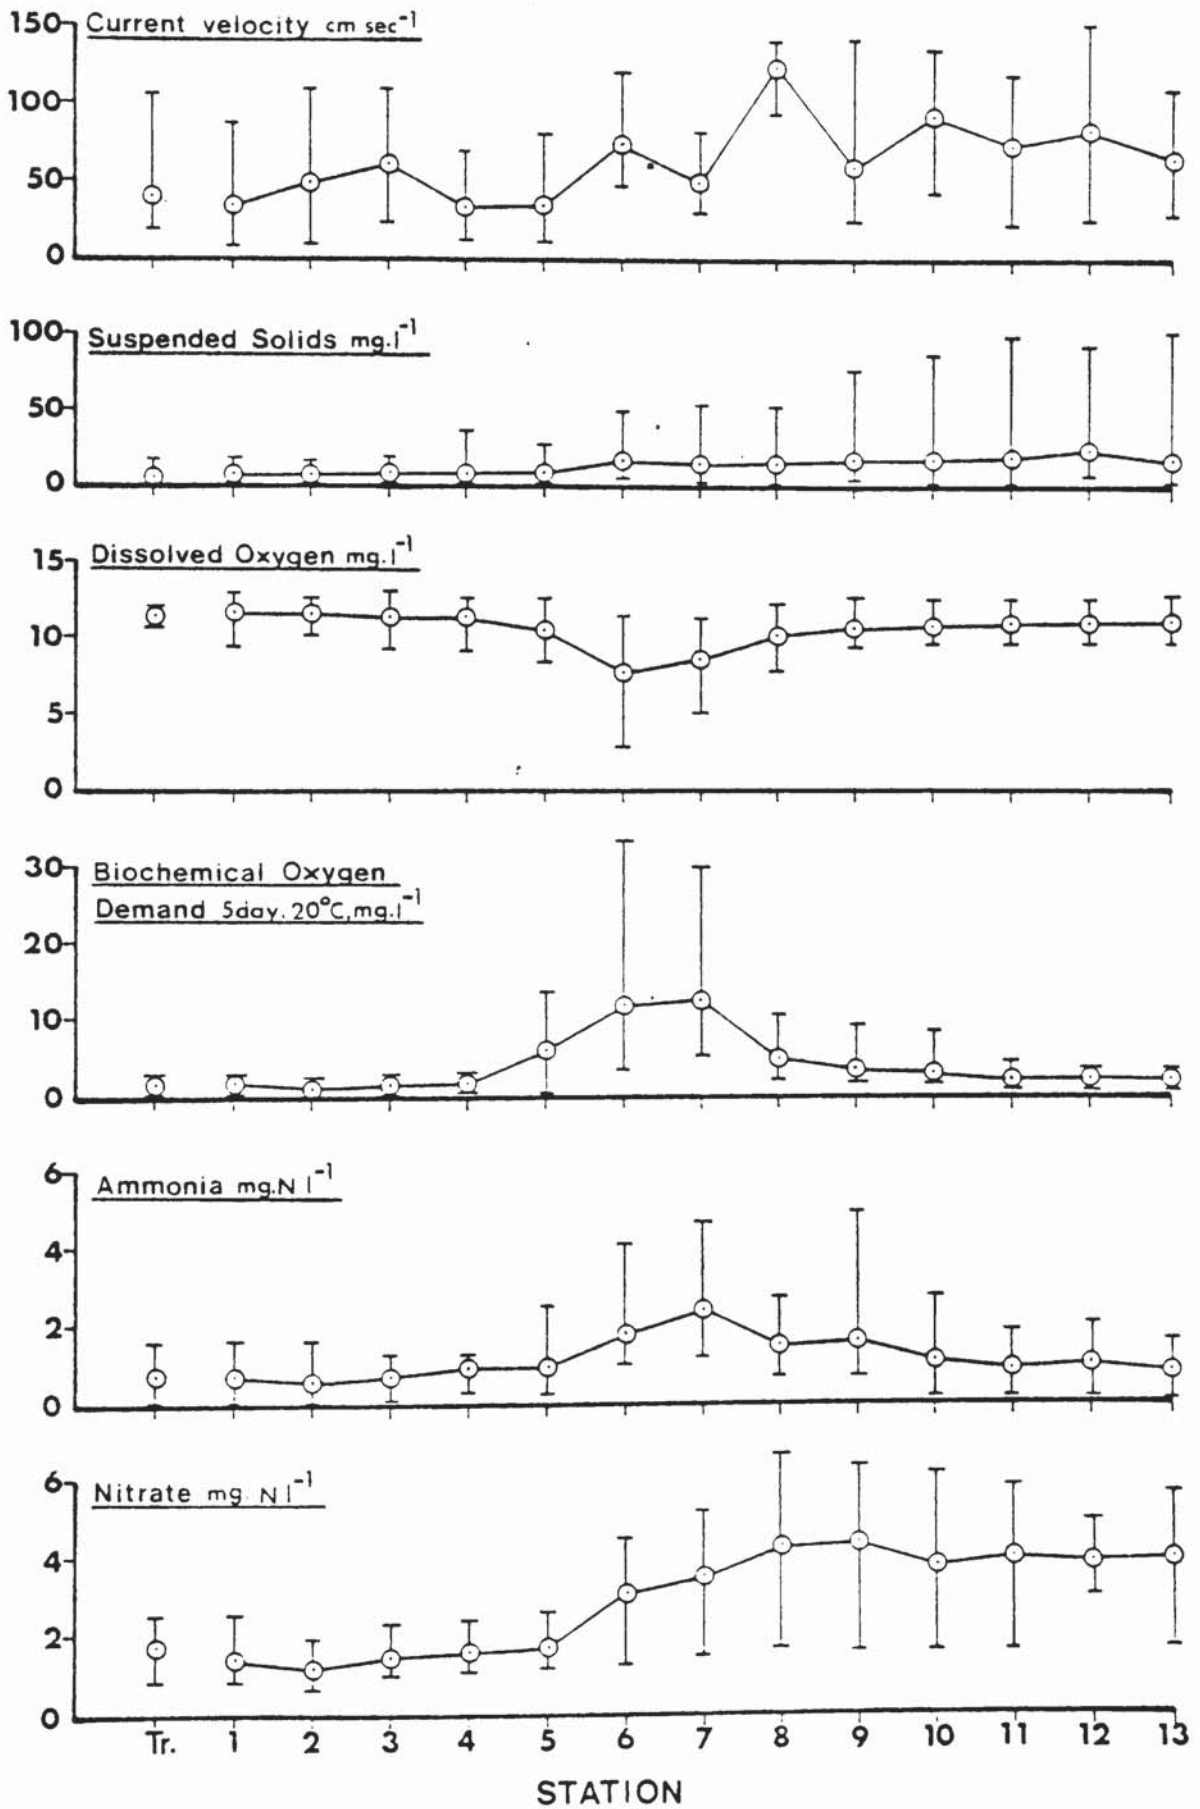 Current velocity cm sec⁻¹
150
100
50
0
Suspended Solids mg.l⁻¹
100
50
0
Dissolved Oxygen mg.l⁻¹
15
10
5
0
Biochemical Oxygen
Demand 5day. 20°C, mg.l⁻¹
30
20
10
0
Ammonia mg.N l⁻¹
6
4
2
0
Nitrate mg. N l⁻¹
6
4
2
0
Tr. 1 2 3 4 5 6 7 8 9 10 11 12 13
STATION